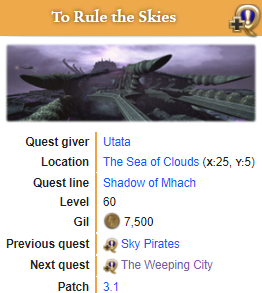 To Rule the Skies
Quest giver Utata
Location The Sea of Clouds (X:25, Y:5)
Quest line Shadow of Mhach
Level 60
Gil 7,500
Previous quest Sky Pirates
Next quest The Weeping City
Patch 3.1